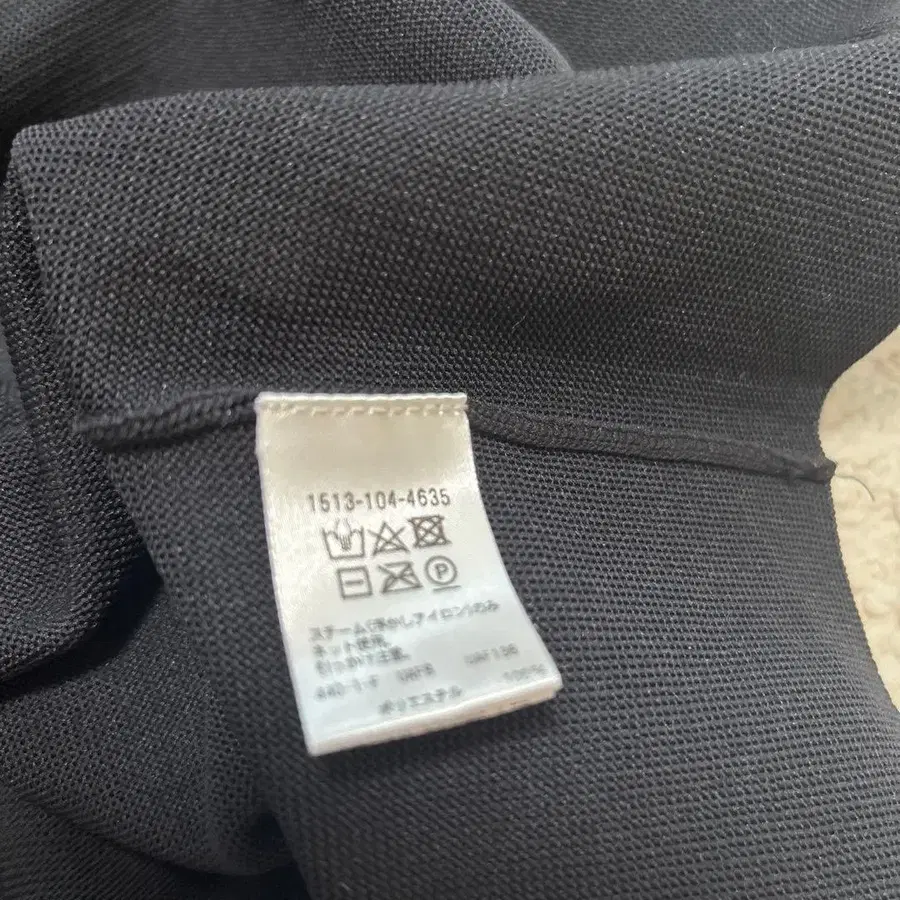 1513-104-4635
P
スチーム(浮かしアイロン)のみ
ネット使用。
引っかけ注意。
ポリエステル 100%